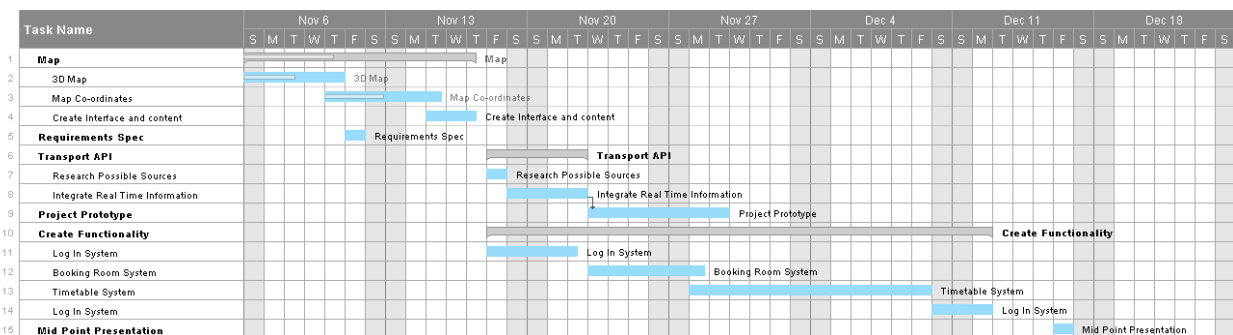 Task Name Nov 6 Nov 13 Nov 20 Nov 27 Dec 4 Dec 11 Dec 18
S M T W T F S S M T W T F S S M T W T F S S M T W T F S S M T W T F S S M T W T F S S M T W T F S
1 Map Map
2 3D Map 3D Map
3 Map Co-ordinates Map Co-ordinates
4 Create Interface and content Create Interface and content
5 Requirements Spec Requirements Spec
6 Transport API Transport API
7 Research Possible Sources Research Possible Sources
8 Integrate Real Time Information Integrate Real Time Information
9 Project Prototype Project Prototype
10 Create Functionality Create Functionality
11 Log In System Log In System
12 Booking Room System Booking Room System
13 Timetable System Timetable System
14 Log In System Log In System
15 Mid Point Presentation Mid Point Presentation